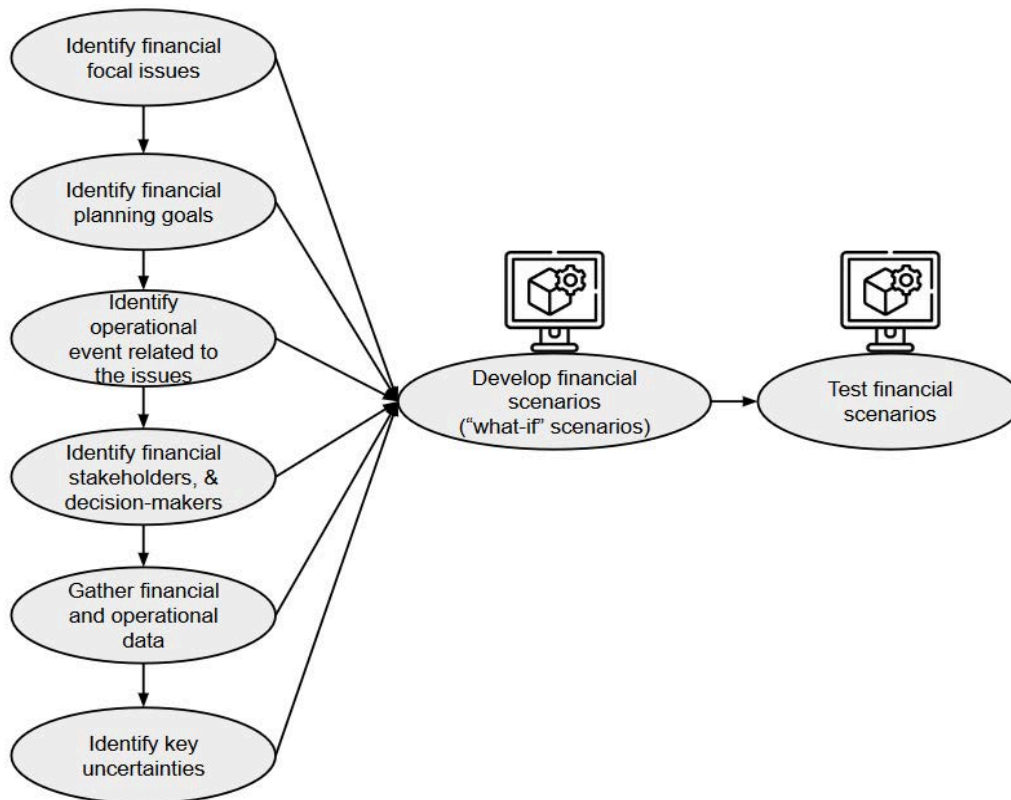 Identify financial
focal issues
Identify financial
planning goals
Identify
operational
event related to
the issues
Identify financial
stakeholders, &
decision-makers
Gather financial
and operational
data
Identify key
uncertainties
Develop financial
scenarios
(“what-if” scenarios)
Test financial
scenarios